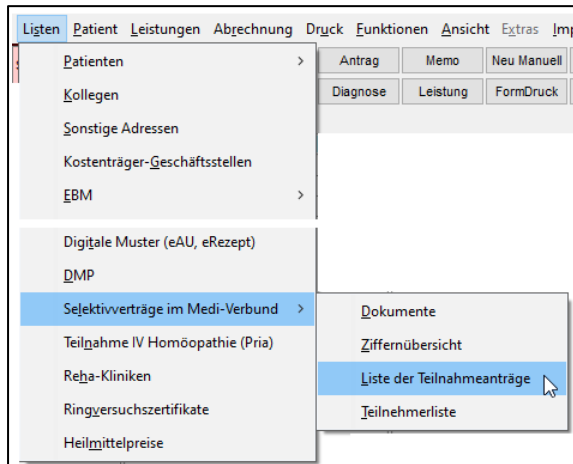 Listen Patient Leistungen Abrechnung Druck Funktionen Ansicht Extras
Patienten
Antrag Memo Neu Manuell
Kollegen
Diagnose Leistung FormDruck
Sonstige Adressen
Kostenträger-Geschäftsstellen
EBM
Digitale Muster (eAU, eRezept)
DMP
Selektivverträge im Medi-Verbund
Dokumente
Teilnahme IV Homöopathie (Pria)
Ziffernübersicht
Reha-Kliniken
Liste der Teilnahmeanträge
Ringversuchszertifikate
Teilnehmerliste
Heilmittelpreise